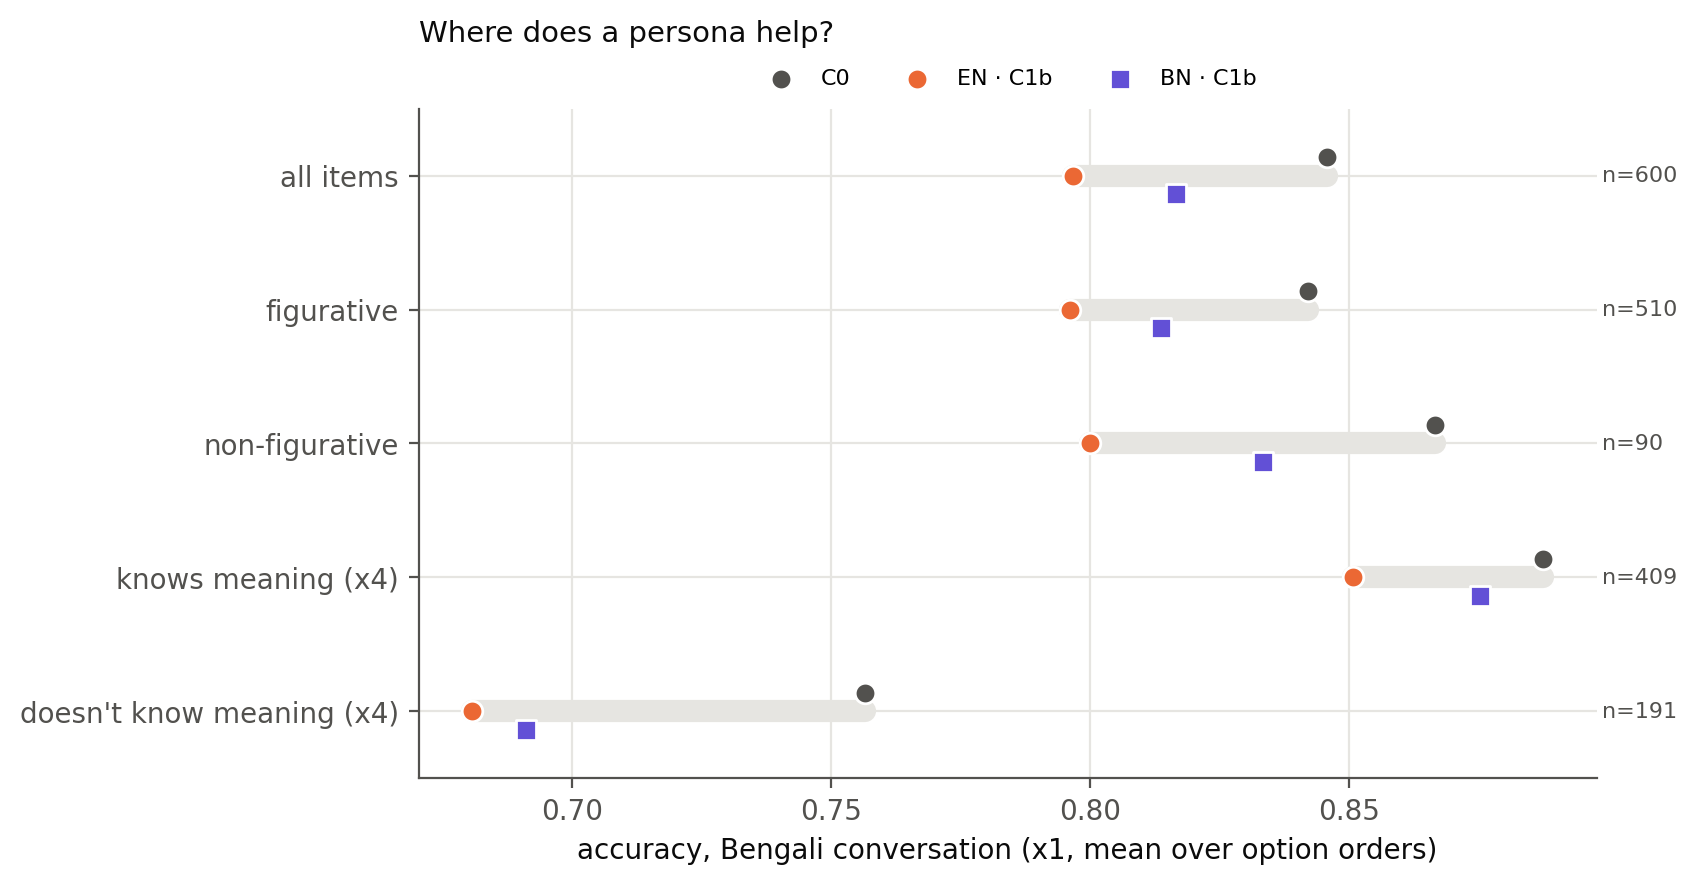 Where does a persona help?
C0 EN · C1b BN · C1b
all items n=600
figurative n=510
non-figurative n=90
knows meaning (x4) n=409
doesn't know meaning (x4) n=191
0.70 0.75 0.80 0.85
accuracy, Bengali conversation (x1, mean over option orders)